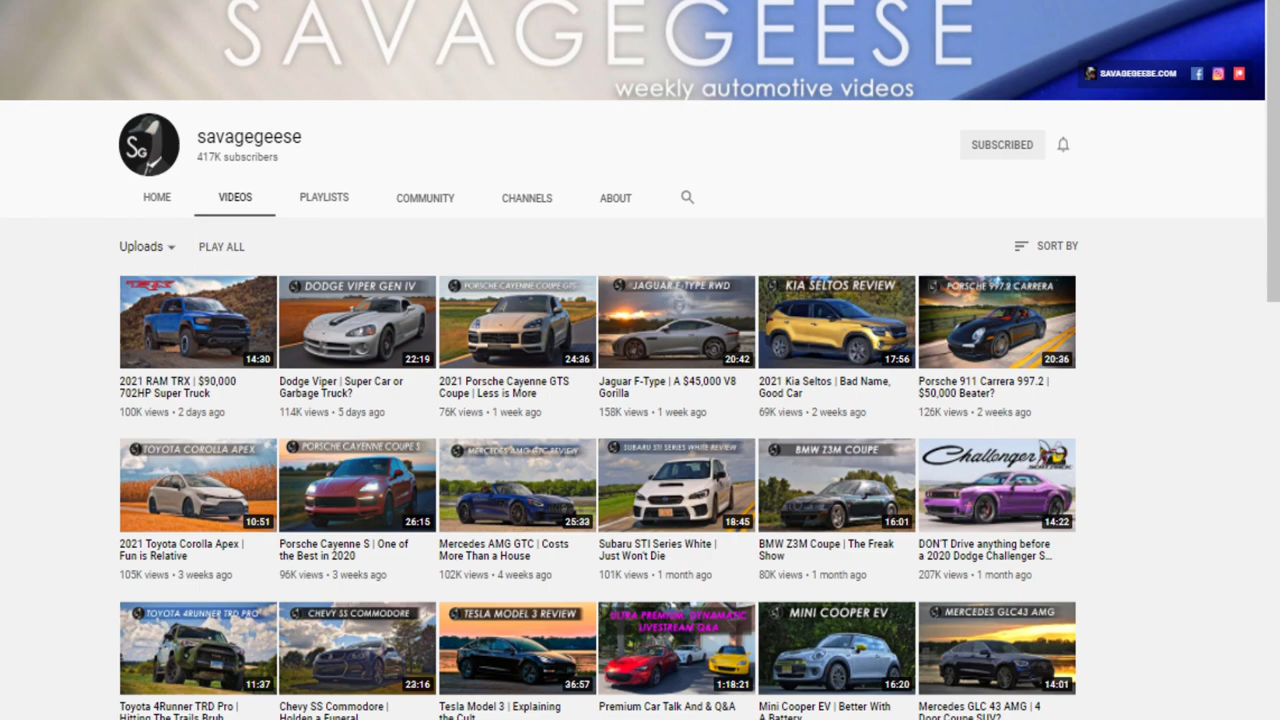 SAVAGEGEESE
weekly automotive videos
SAVAGEGEESE.COM
SG
savagegeese
417K subscribers
SUBSCRIBED
HOME VIDEOS PLAYLISTS COMMUNITY CHANNELS ABOUT
Uploads PLAY ALL SORT BY
TRX
14:30
DODGE VIPER GEN IV
22:19
PORSCHE CAYENNE COUPE GTS
24:36
JAGUAR F-TYPE RWD
20:42
KIA SELTOS REVIEW
17:56
PORSCHE 997.2 CARRERA
20:36
2021 RAM TRX | $90,000
702HP Super Truck
100K views • 2 days ago
Dodge Viper | Super Car or
Garbage Truck?
114K views • 5 days ago
2021 Porsche Cayenne GTS
Coupe | Less is More
76K views • 1 week ago
Jaguar F-Type | A $45,000 V8
Gorilla
158K views • 1 week ago
2021 Kia Seltos | Bad Name,
Good Car
69K views • 2 weeks ago
Porsche 911 Carrera 997.2 |
$50,000 Beater?
126K views • 2 weeks ago
TOYOTA COROLLA APEX
10:51
PORSCHE CAYENNE COUPE S
26:15
MERCEDES AMG GTC REVIEW
25:33
SUBARU STI SERIES WHITE REVIEW
18:45
BMW Z3M COUPE
16:01
Challenger
14:22
2021 Toyota Corolla Apex |
Fun is Relative
105K views • 3 weeks ago
Porsche Cayenne S | One of
the Best in 2020
96K views • 3 weeks ago
Mercedes AMG GTC | Costs
More Than a House
102K views • 4 weeks ago
Subaru STI Series White |
Just Won't Die
101K views • 1 month ago
BMW Z3M Coupe | The Freak
Show
80K views • 1 month ago
DON'T Drive anything before
a 2020 Dodge Challenger S...
207K views • 1 month ago
TOYOTA 4RUNNER TRD PRO
11:37
CHEVY SS COMMODORE
23:16
TESLA MODEL 3 REVIEW
36:57
ULTRA PREMIUM DYNAMATIC
LIVESTREAM Q&A
1:18:21
MINI COOPER EV
16:20
MERCEDES GLC43 AMG
14:01
Toyota 4Runner TRD Pro |
Hitting The Trails Bruh
Chevy SS Commodore |
Holden a Funeral
Tesla Model 3 | Explaining
the Cult
Premium Car Talk And & Q&A
Mini Cooper EV | Better With
A Battery
Mercedes GLC 43 AMG | 4
Door Coupe SUV?